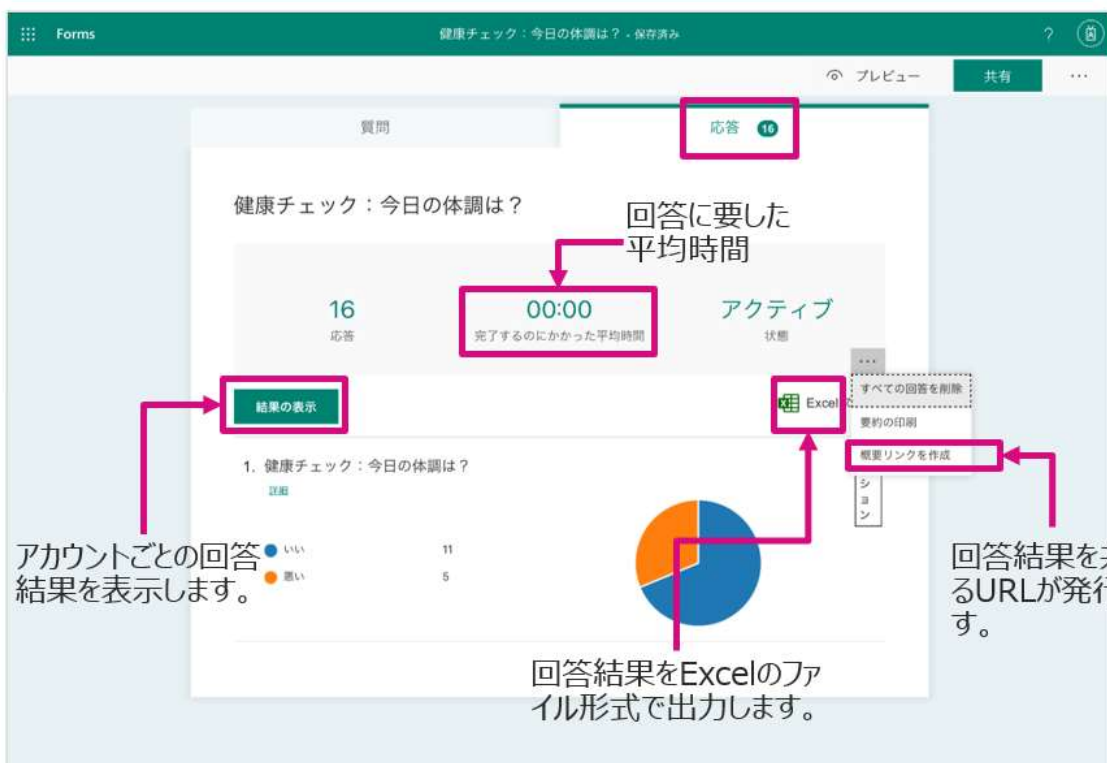 Forms
健康チェック：今日の体調は？ - 保存済み
?
プレビュー
共有
...
質問
応答 16
健康チェック：今日の体調は？
回答に要した
平均時間
16
応答
00:00
完了するのにかかった平均時間
アクティブ
状態
...
結果の表示
Excel
すべての回答を削除
要約の印刷
概要リンクを作成
ション
1. 健康チェック：今日の体調は？
詳細
いい 11
悪い 5
アカウントごとの回答
結果を表示します。
回答結果を
るURLが発行
す。
回答結果をExcelのファ
イル形式で出力します。